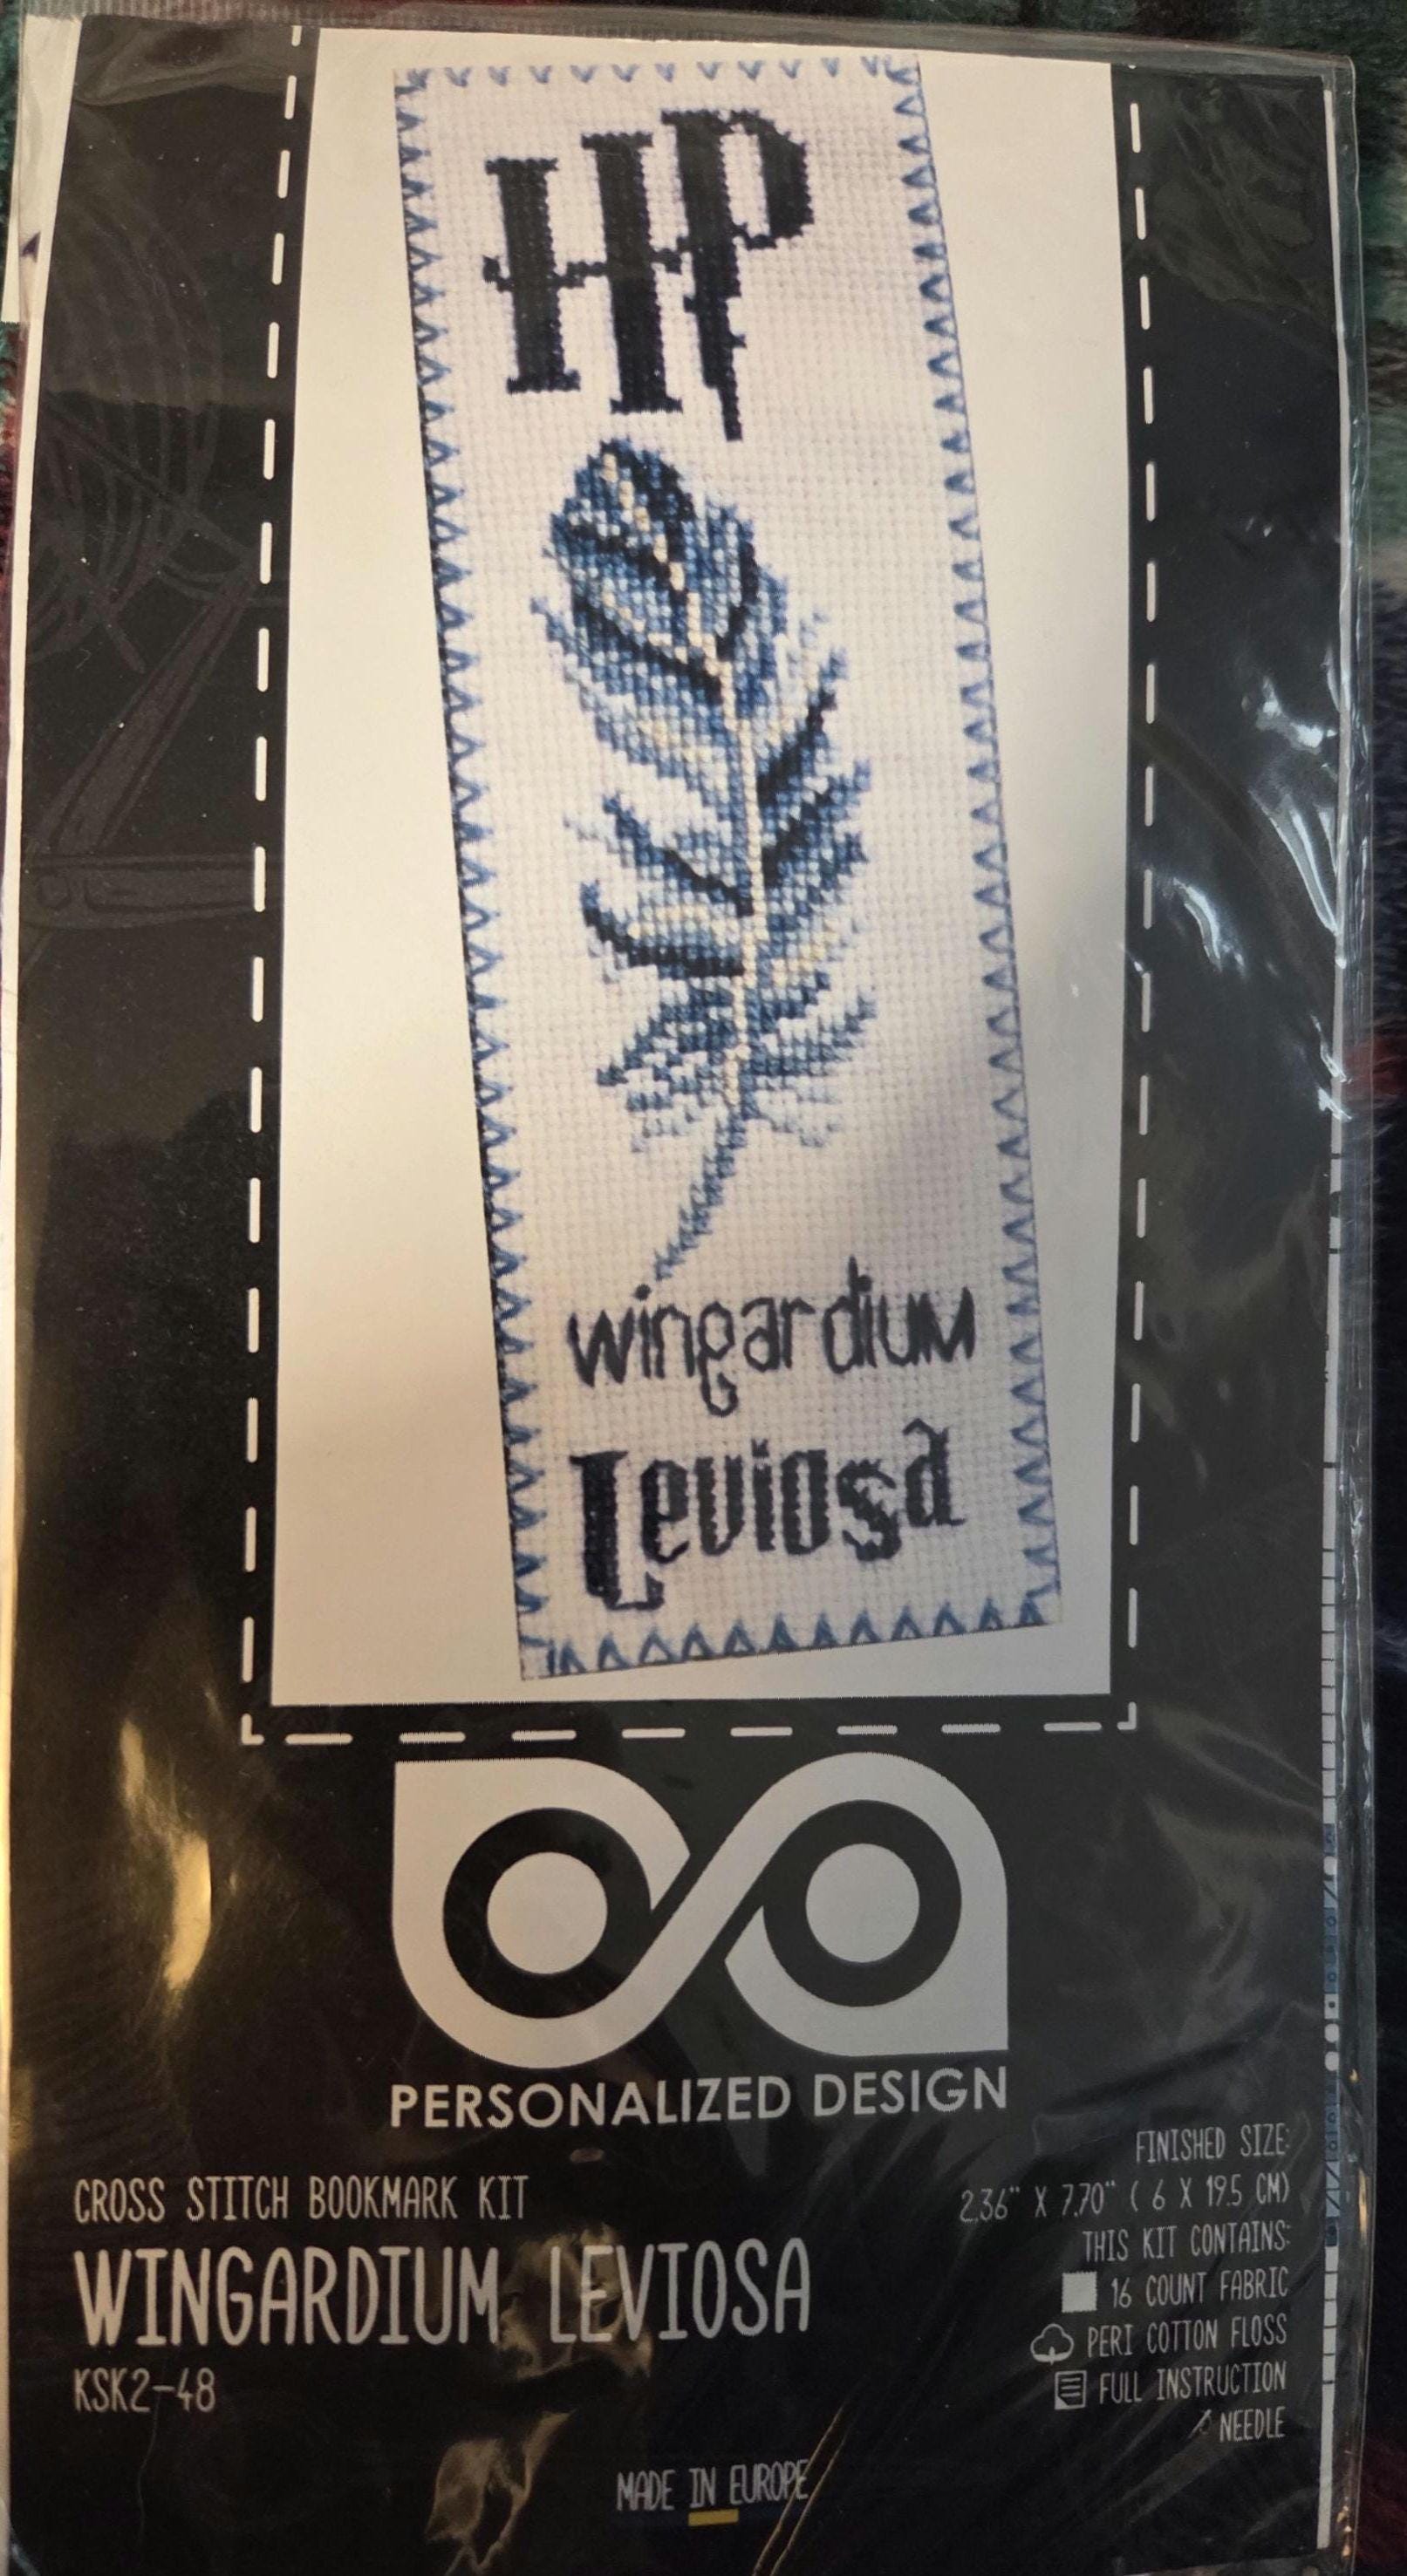 HP
wingardium
Leviosa
PERSONALIZED DESIGN
CROSS STITCH BOOKMARK KIT
WINGARDIUM LEVIOSA
KSK2-48
FINISHED SIZE:
2.36" X 7.70" ( 6 X 19.5 CM)
THIS KIT CONTAINS:
16 COUNT FABRIC
PERI COTTON FLOSS
FULL INSTRUCTION
NEEDLE
MADE IN EUROPE